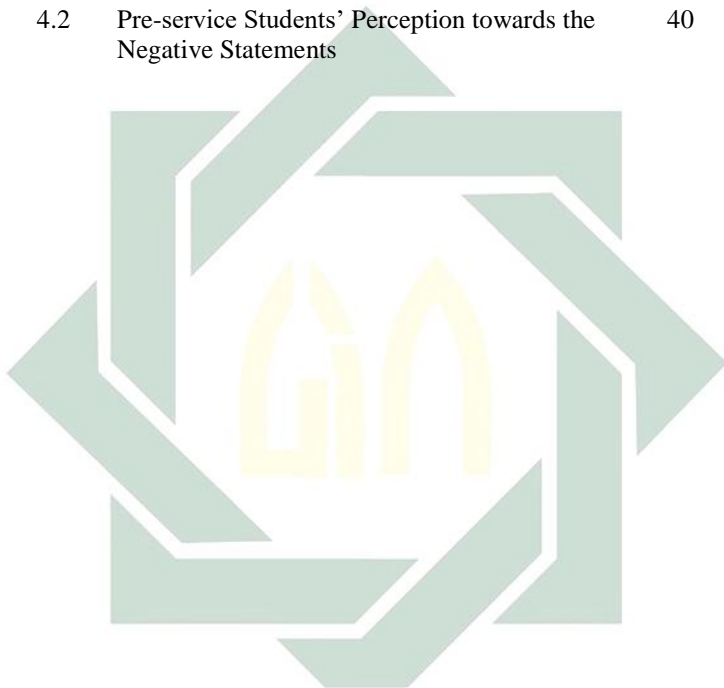 4.2 Pre-service Students’ Perception towards the 40
Negative Statements